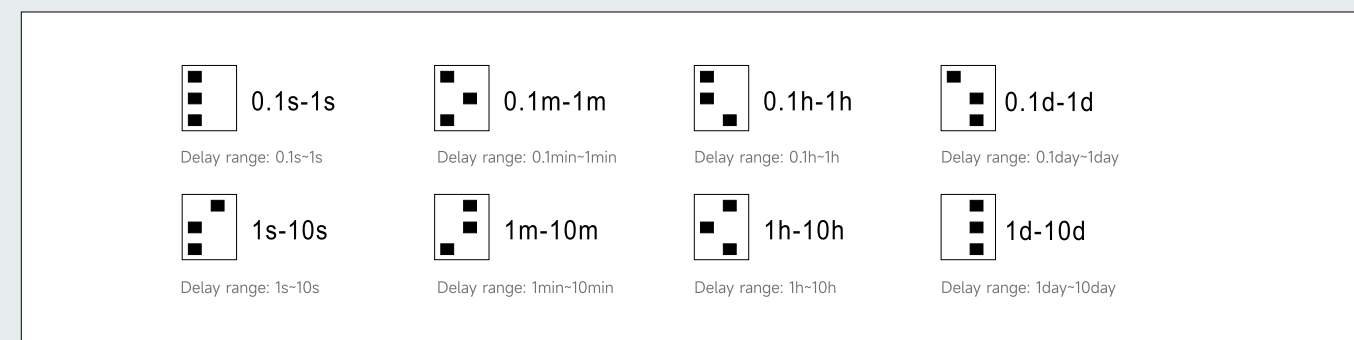 0.1s-1s 0.1m-1m 0.1h-1h 0.1d-1d
Delay range: 0.1s~1s Delay range: 0.1min~1min Delay range: 0.1h~1h Delay range: 0.1day~1day
1s-10s 1m-10m 1h-10h 1d-10d
Delay range: 1s~10s Delay range: 1min~10min Delay range: 1h~10h Delay range: 1day~10day